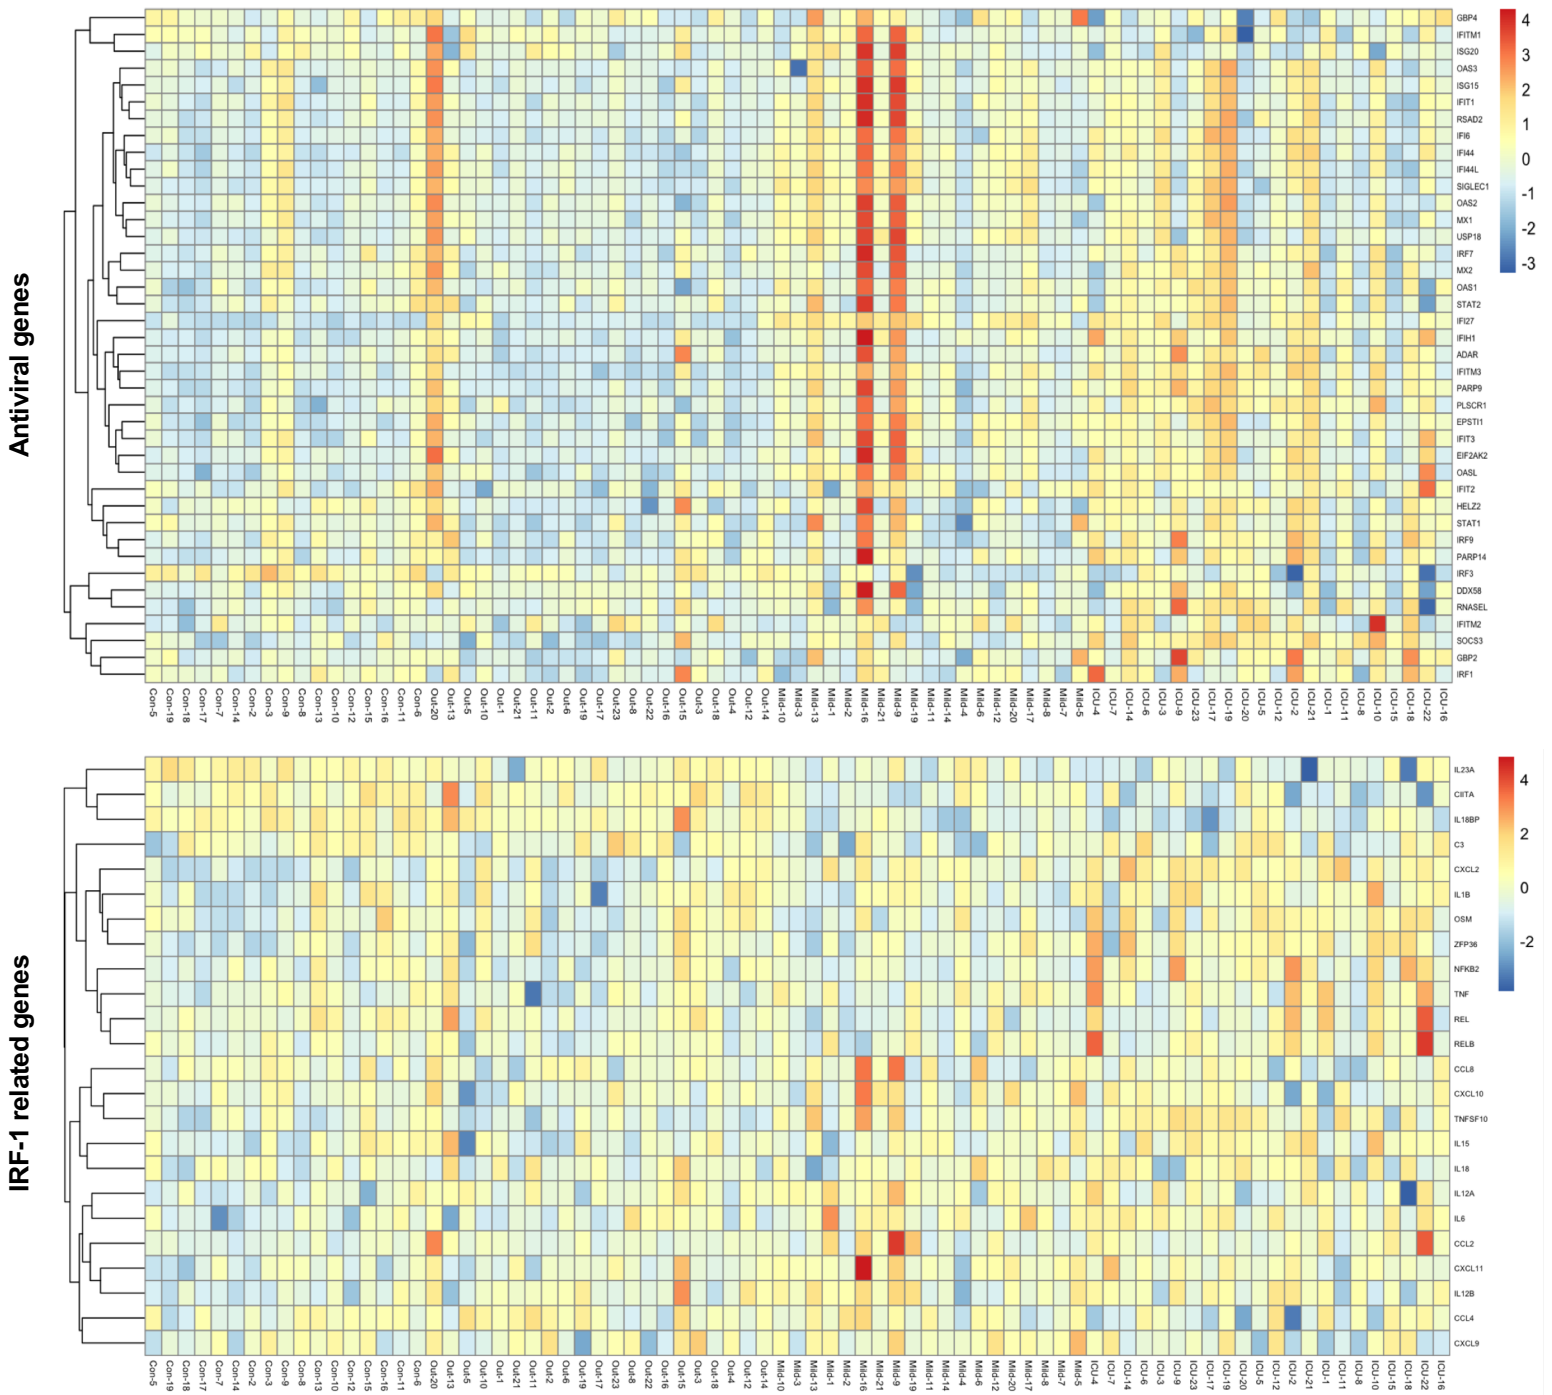 Antiviral genes
GBP4
IFITM1
ISG20
OAS3
ISG15
IFIT1
RSAD2
IFI6
IFI44
IFI44L
SIGLEC1
OAS2
MX1
USP18
IRF7
MX2
OAS1
STAT2
IFI27
IFIH1
ADAR
IFITM3
PARP9
PLSCR1
EPSTI1
IFIT3
EIF2AK2
OASL
IFIT2
HELZ2
STAT1
IRF9
PARP14
IRF3
DDX58
RNASEL
IFITM2
SOCS3
GBP2
IRF1
4
3
2
1
0
-1
-2
-3
Con-5
Con-19
Con-18
Con-17
Con-7
Con-14
Con-2
Con-3
Con-9
Con-8
Con-13
Con-10
Con-12
Con-15
Con-16
Con-11
Con-6
Out-20
Out-13
Out-5
Out-10
Out-1
Out-21
Out-11
Out-2
Out-6
Out-19
Out-17
Out-23
Out-8
Out-22
Out-16
Out-15
Out-3
Out-18
Out-4
Out-12
Out-14
Mild-10
Mild-3
Mild-13
Mild-1
Mild-2
Mild-16
Mild-21
Mild-9
Mild-19
Mild-11
Mild-14
Mild-4
Mild-6
Mild-12
Mild-20
Mild-17
Mild-8
Mild-7
Mild-5
ICU-4
ICU-7
ICU-14
ICU-6
ICU-3
ICU-9
ICU-23
ICU-17
ICU-19
ICU-20
ICU-5
ICU-12
ICU-2
ICU-21
ICU-1
ICU-11
ICU-8
ICU-10
ICU-15
ICU-18
ICU-22
ICU-16
IRF-1 related genes
IL23A
CIITA
IL18BP
C3
CXCL2
IL1B
OSM
ZFP36
NFKB2
TNF
REL
RELB
CCL8
CXCL10
TNFSF10
IL15
IL18
IL12A
IL6
CCL2
CXCL11
IL12B
CCL4
CXCL9
4
2
0
-2
Con-5
Con-19
Con-18
Con-17
Con-7
Con-14
Con-2
Con-3
Con-9
Con-8
Con-13
Con-10
Con-12
Con-15
Con-16
Con-11
Con-6
Out-20
Out-13
Out-5
Out-10
Out-1
Out-21
Out-11
Out-2
Out-6
Out-19
Out-17
Out-23
Out-8
Out-22
Out-16
Out-15
Out-3
Out-18
Out-4
Out-12
Out-14
Mild-10
Mild-3
Mild-13
Mild-1
Mild-2
Mild-16
Mild-21
Mild-9
Mild-19
Mild-11
Mild-14
Mild-4
Mild-6
Mild-12
Mild-20
Mild-17
Mild-8
Mild-7
Mild-5
ICU-4
ICU-7
ICU-14
ICU-6
ICU-3
ICU-9
ICU-23
ICU-17
ICU-19
ICU-20
ICU-5
ICU-12
ICU-2
ICU-21
ICU-1
ICU-11
ICU-8
ICU-10
ICU-15
ICU-18
ICU-22
ICU-16